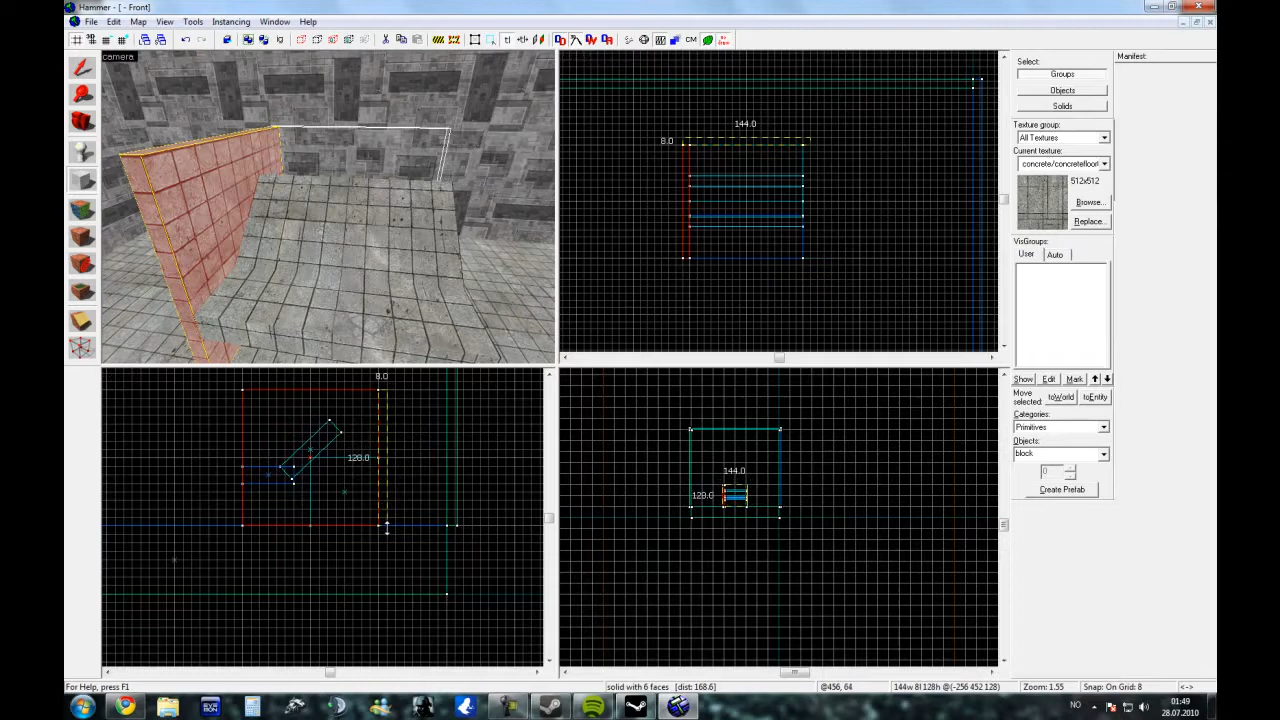 Hammer - [ - Front]
File Edit Map View Tools Instancing Window Help
camera
144.0
8.0
8.0
128.0
144.0
128.0
Select:
Groups
Objects
Solids
Texture group:
All Textures
Current texture:
concrete/concretefloor
512x512
Browse...
Replace...
VisGroups:
User Auto
Show Edit Mark
Move
selected:
toWorld toEntity
Categories:
Primitives
Objects:
block
0
Create Prefab
Manifest:
For Help, press F1
solid with 6 faces [dist: 168.6]
@456, 64
144w 8l 128h @(-256 452 128)
Zoom: 1.55
Snap: On Grid: 8
<->
NO
01:49
28.07.2010